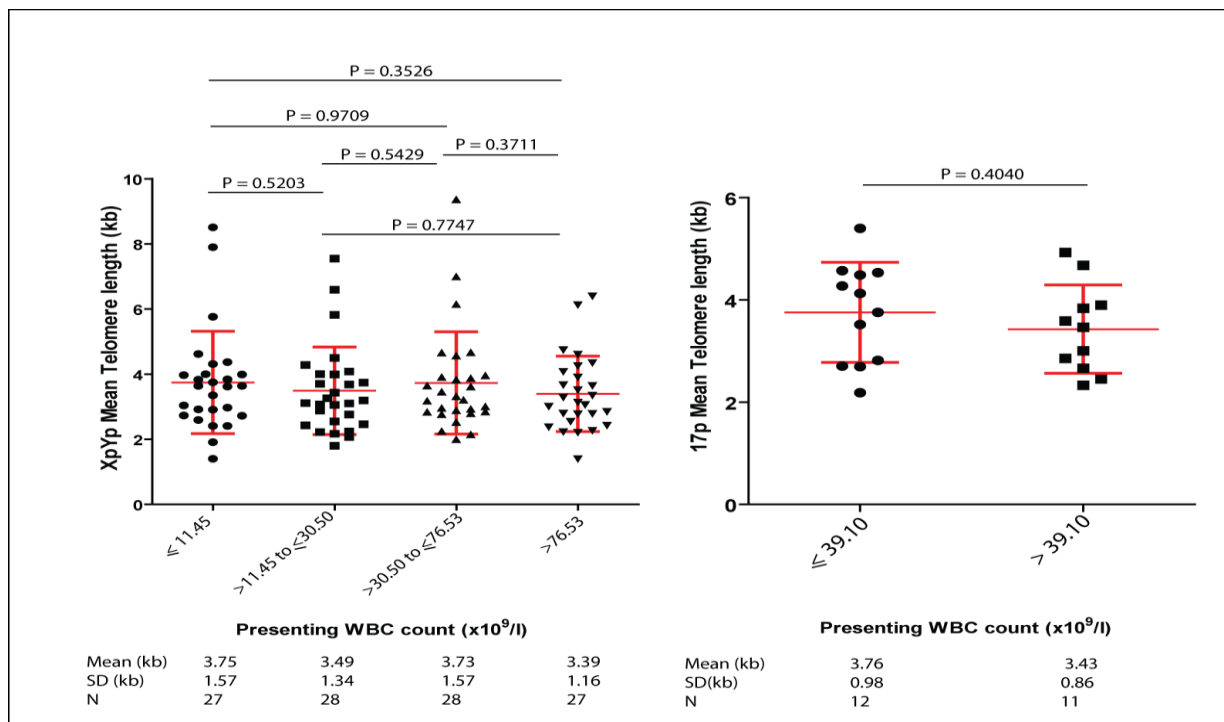 P = 0.3526
P = 0.9709
P = 0.5429
P = 0.3711
P = 0.5203
P = 0.7747
XpYp Mean Telomere length (kb)
10
8
6
4
2
0
⩽ 11.45
>11.45 to ⩽30.50
>30.50 to ⩽76.53
>76.53
Presenting WBC count (x10⁹/l)
Mean (kb) 3.75 3.49 3.73 3.39
SD (kb) 1.57 1.34 1.57 1.16
N 27 28 28 27
P = 0.4040
17p Mean Telomere length (kb)
6
4
2
0
⩽ 39.10
> 39.10
Presenting WBC count (x10⁹/l)
Mean (kb) 3.76 3.43
SD(kb) 0.98 0.86
N 12 11